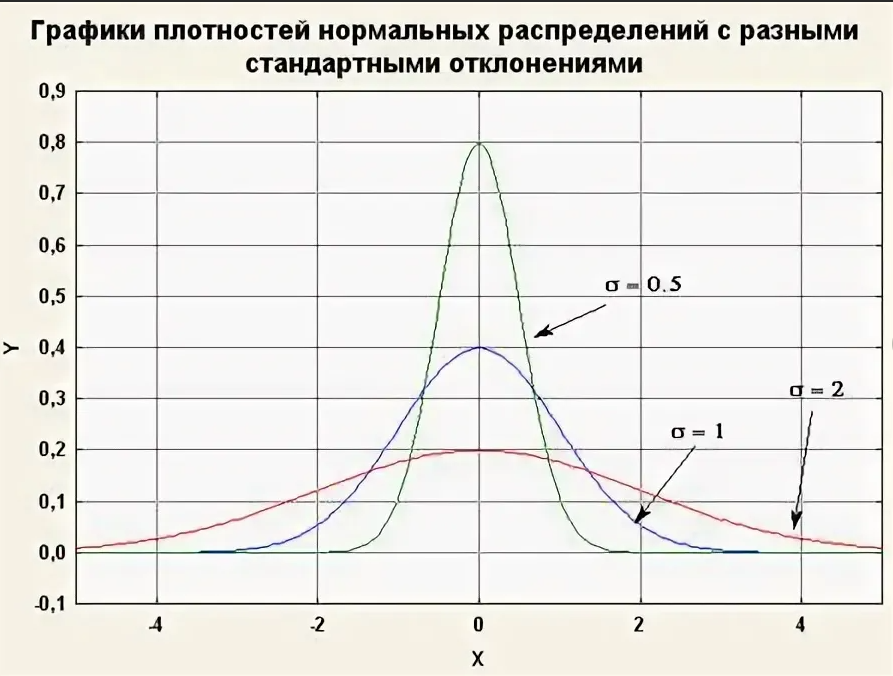 Графики плотностей нормальных распределений с разными
стандартными отклонениями
0,9
0,8
0,7
0,6
0,5
0,4
0,3
0,2
0,1
0,0
-0,1
Y
σ = 0.5
σ = 2
σ = 1
-4 -2 0 2 4
X